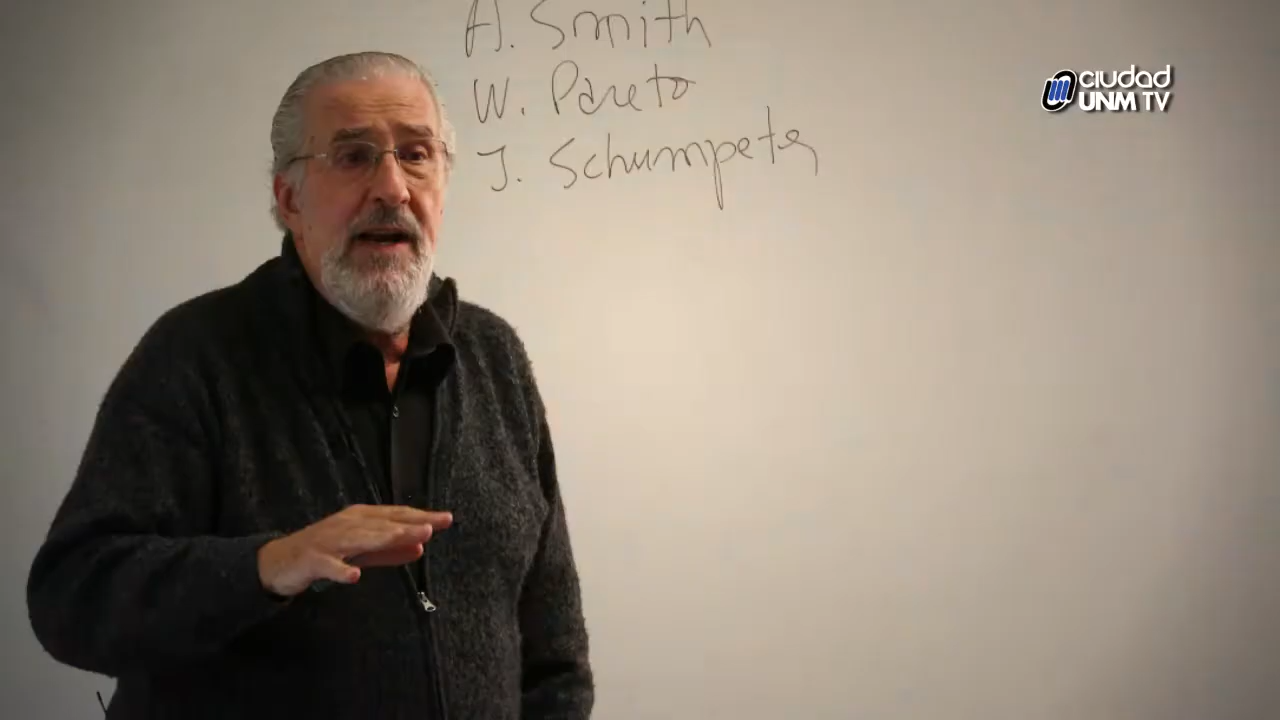 A. Smith
W. Pareto
J. Schumpeter
ciudad
UNM TV